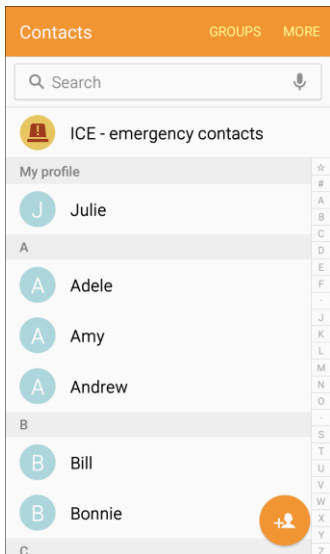 Contacts GROUPS MORE
Search
ICE - emergency contacts
My profile
J Julie
A
A Adele
A Amy
A Andrew
B
B Bill
B Bonnie
C
☆
#
A
B
C
D
E
F
·
J
K
L
M
N
O
·
S
T
U
V
W
X
Y